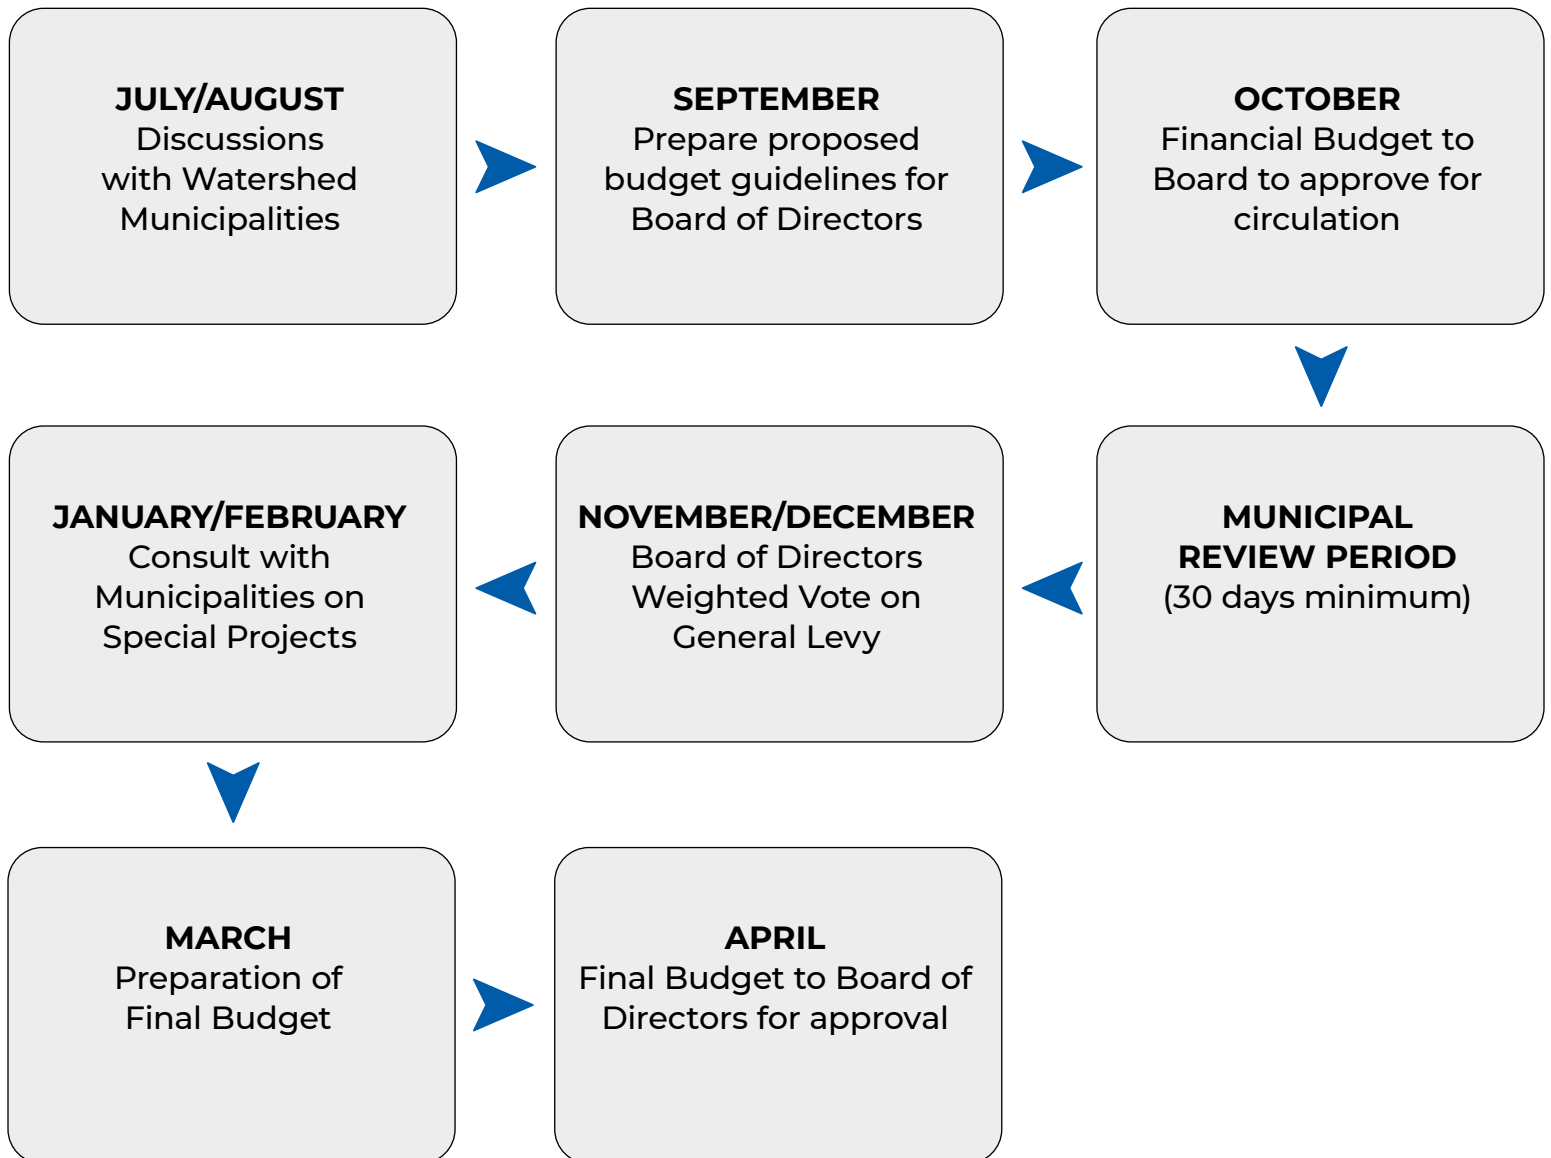 JULY/AUGUST
Discussions
with Watershed
Municipalities
SEPTEMBER
Prepare proposed
budget guidelines for
Board of Directors
OCTOBER
Financial Budget to
Board to approve for
circulation
MUNICIPAL
REVIEW PERIOD
(30 days minimum)
NOVEMBER/DECEMBER
Board of Directors
Weighted Vote on
General Levy
JANUARY/FEBRUARY
Consult with
Municipalities on
Special Projects
MARCH
Preparation of
Final Budget
APRIL
Final Budget to Board of
Directors for approval